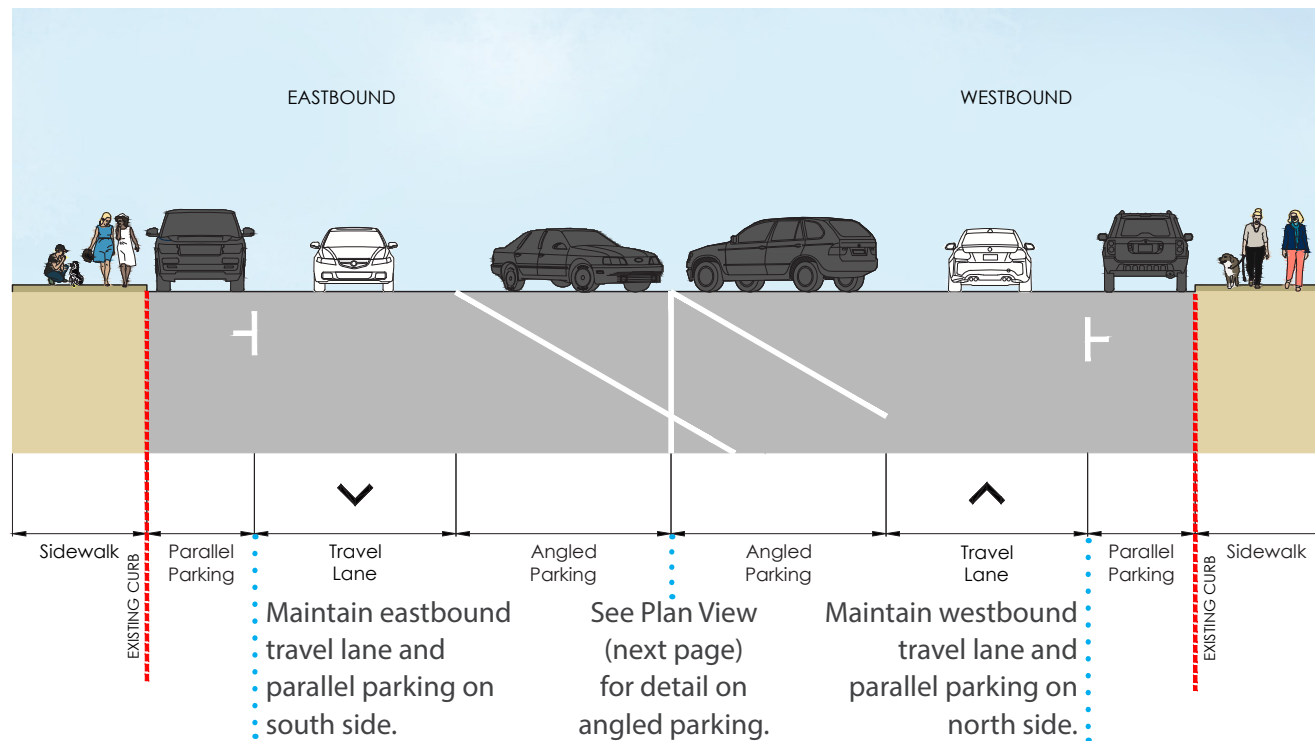 EASTBOUND
WESTBOUND
Sidewalk
Parallel
Parking
Travel
Lane
Angled
Parking
Angled
Parking
Travel
Lane
Parallel
Parking
Sidewalk
EXISTING CURB
EXISTING CURB
Maintain eastbound
travel lane and
parallel parking on
south side.
See Plan View
(next page)
for detail on
angled parking.
Maintain westbound
travel lane and
parallel parking on
north side.